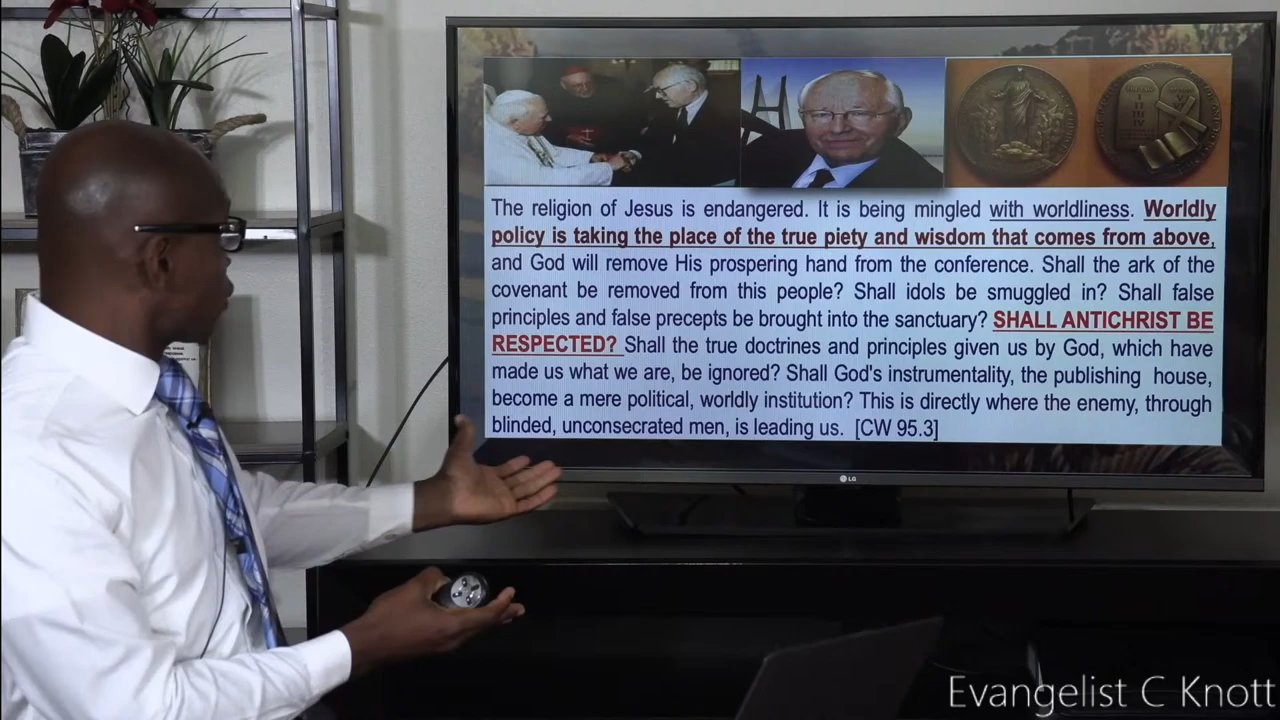 The religion of Jesus is endangered. It is being mingled with worldliness. Worldly
policy is taking the place of the true piety and wisdom that comes from above,
and God will remove His prospering hand from the conference. Shall the ark of the
covenant be removed from this people? Shall idols be smuggled in? Shall false
principles and false precepts be brought into the sanctuary? SHALL ANTICHRIST BE
RESPECTED? Shall the true doctrines and principles given us by God, which have
made us what we are, be ignored? Shall God's instrumentality, the publishing house,
become a mere political, worldly institution? This is directly where the enemy, through
blinded, unconsecrated men, is leading us. [CW 95.3]
LG
Evangelist C Knott